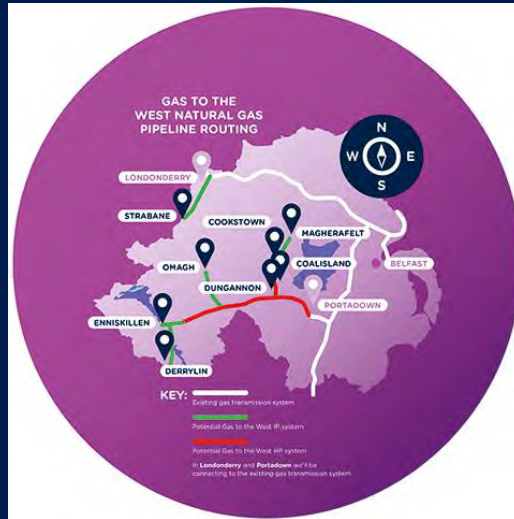 GAS TO THE
WEST NATURAL GAS
PIPELINE ROUTING
N
W E
S
LONDONDERRY
STRABANE
COOKSTOWN
MAGHERAFELT
OMAGH
COALISLAND
BELFAST
DUNGANNON
PORTADOWN
ENNISKILLEN
DERRYLIN
KEY:
Existing gas transmission system
Potential Gas to the West IP system
Potential Gas to the West HP system
In Londonderry and Portadown we'll be
connecting to the existing gas transmission system